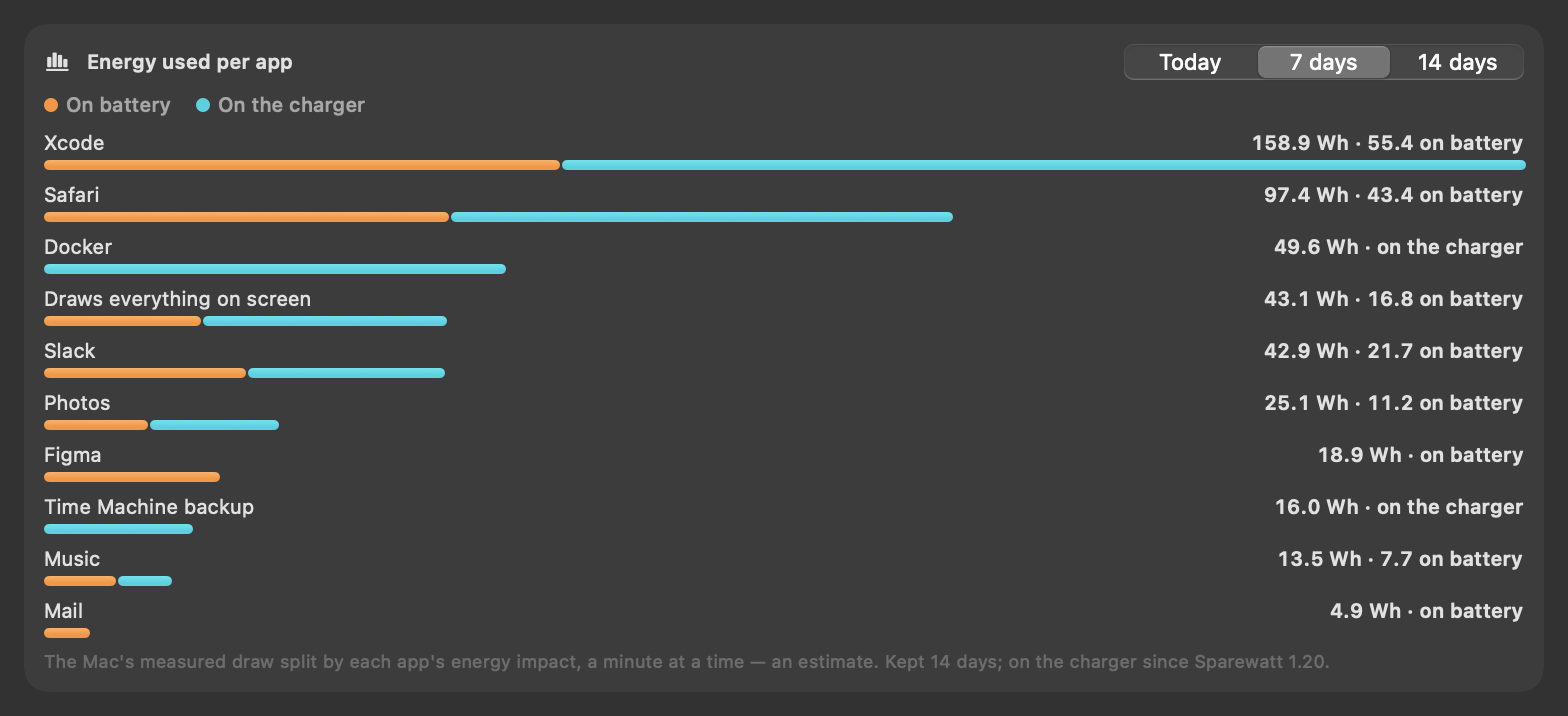 Energy used per app
Today 7 days 14 days
On battery On the charger
Xcode 158.9 Wh · 55.4 on battery
Safari 97.4 Wh · 43.4 on battery
Docker 49.6 Wh · on the charger
Draws everything on screen 43.1 Wh · 16.8 on battery
Slack 42.9 Wh · 21.7 on battery
Photos 25.1 Wh · 11.2 on battery
Figma 18.9 Wh · on battery
Time Machine backup 16.0 Wh · on the charger
Music 13.5 Wh · 7.7 on battery
Mail 4.9 Wh · on battery
The Mac's measured draw split by each app's energy impact, a minute at a time — an estimate. Kept 14 days; on the charger since Sparewatt 1.20.